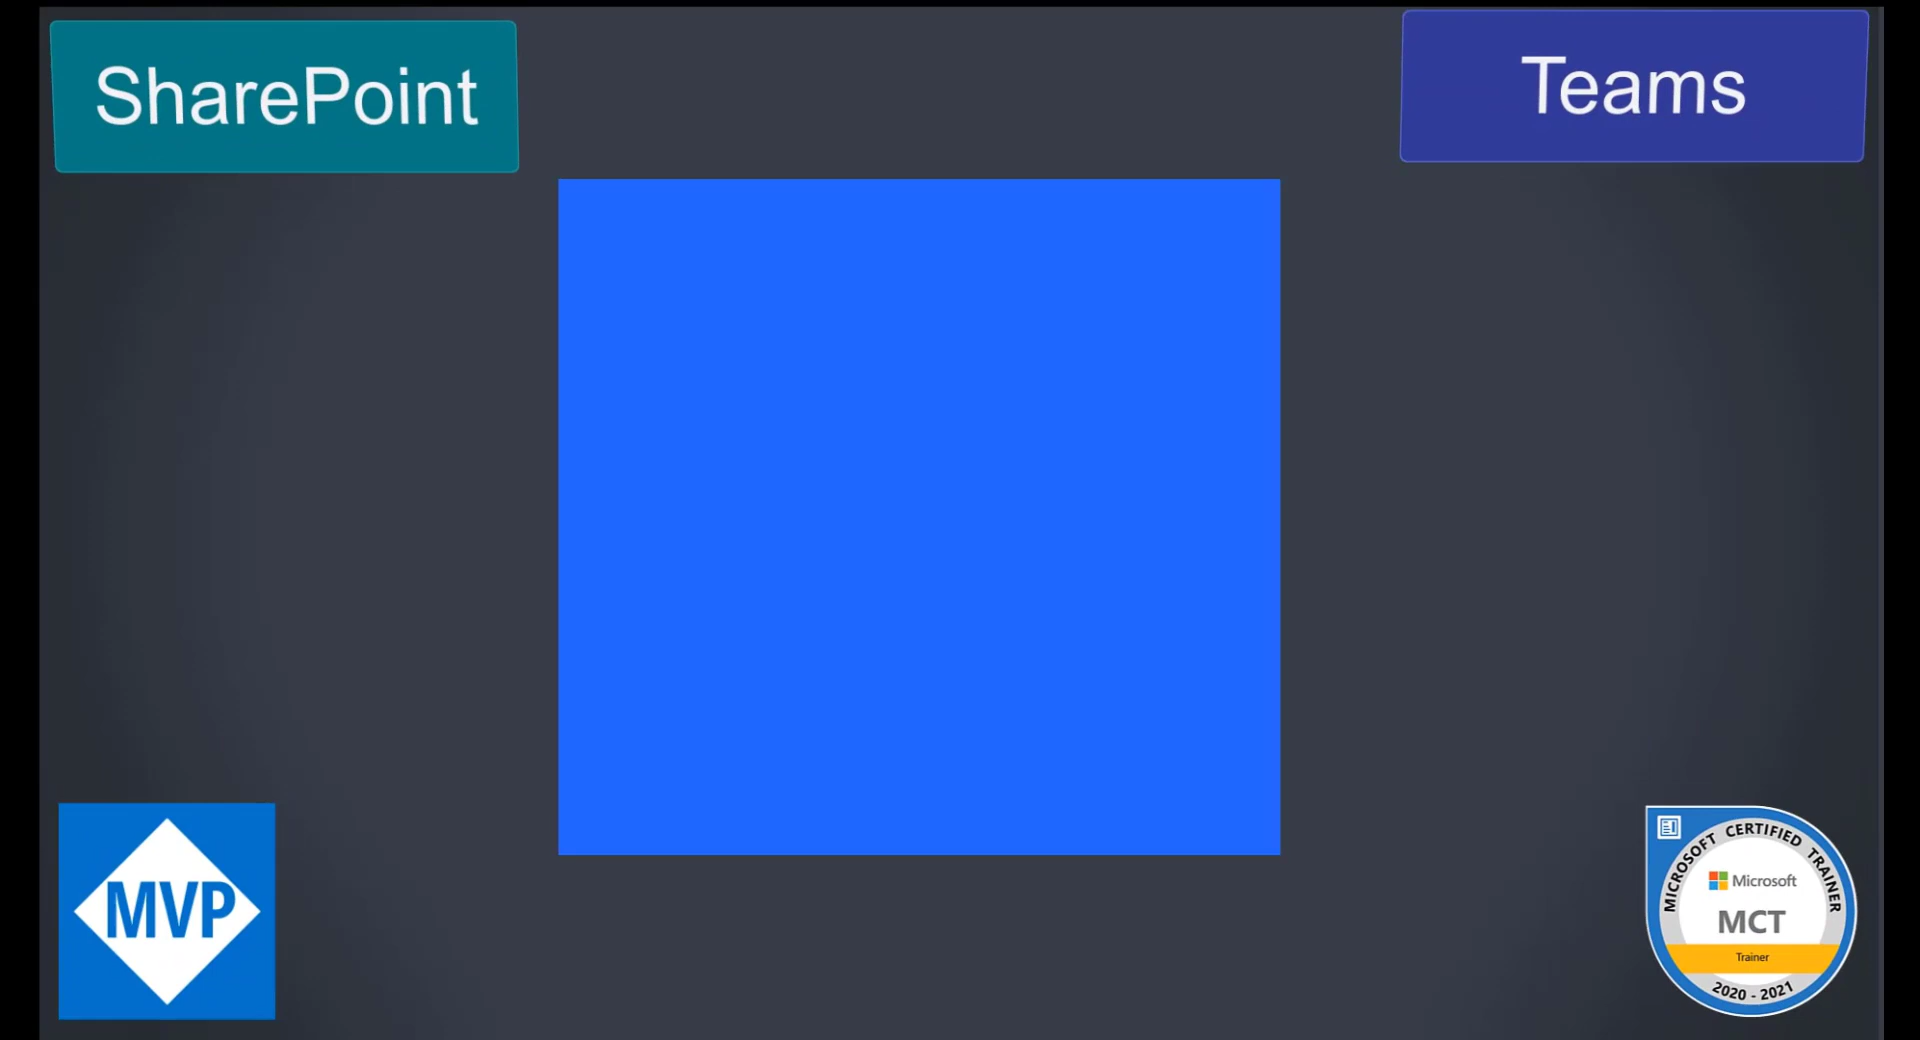 SharePoint
Teams
MVP
MICROSOFT CERTIFIED TRAINER
Microsoft
MCT
Trainer
2020 - 2021